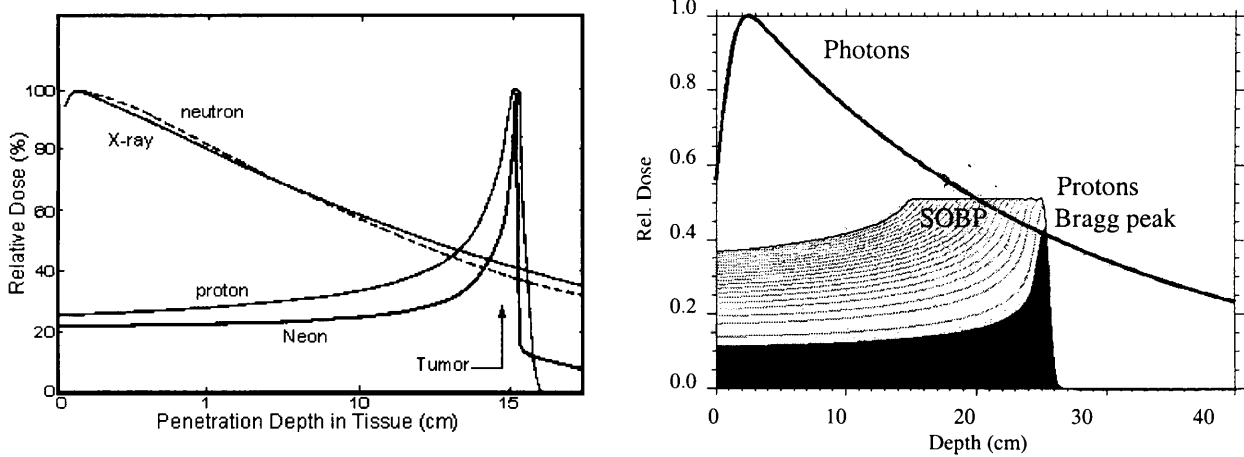 100
80
60
40
20
0
Relative Dose (%)
neutron
X-ray
proton
Neon
Tumor
0 1 10 15
Penetration Depth in Tissue (cm)
1.0
0.8
0.6
0.4
0.2
0.0
Rel. Dose
Photons
Protons
SOBP Bragg peak
0 10 20 30 40
Depth (cm)